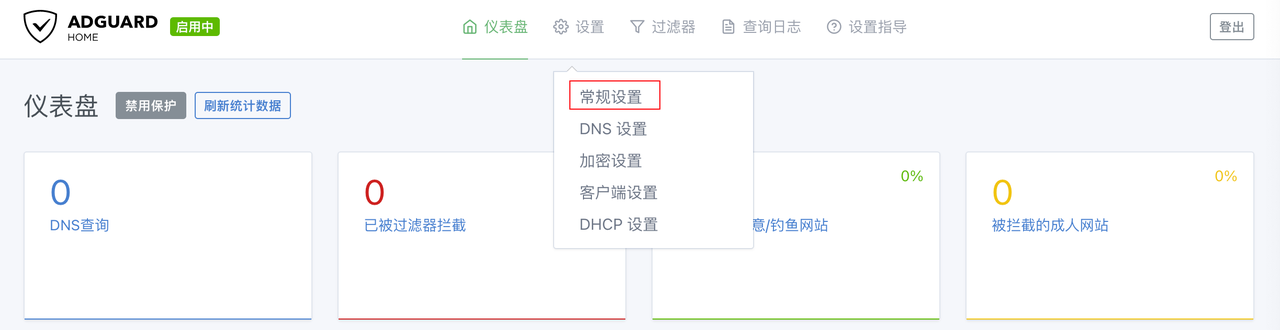 ADGUARD 启用中 仪表盘 设置 过滤器 查询日志 设置指导 登出
HOME
仪表盘 禁用保护 刷新统计数据
常规设置
DNS 设置
加密设置
客户端设置
DHCP 设置
0
DNS查询
0
已被过滤器拦截
0%
意/钓鱼网站
0%
0
被拦截的成人网站